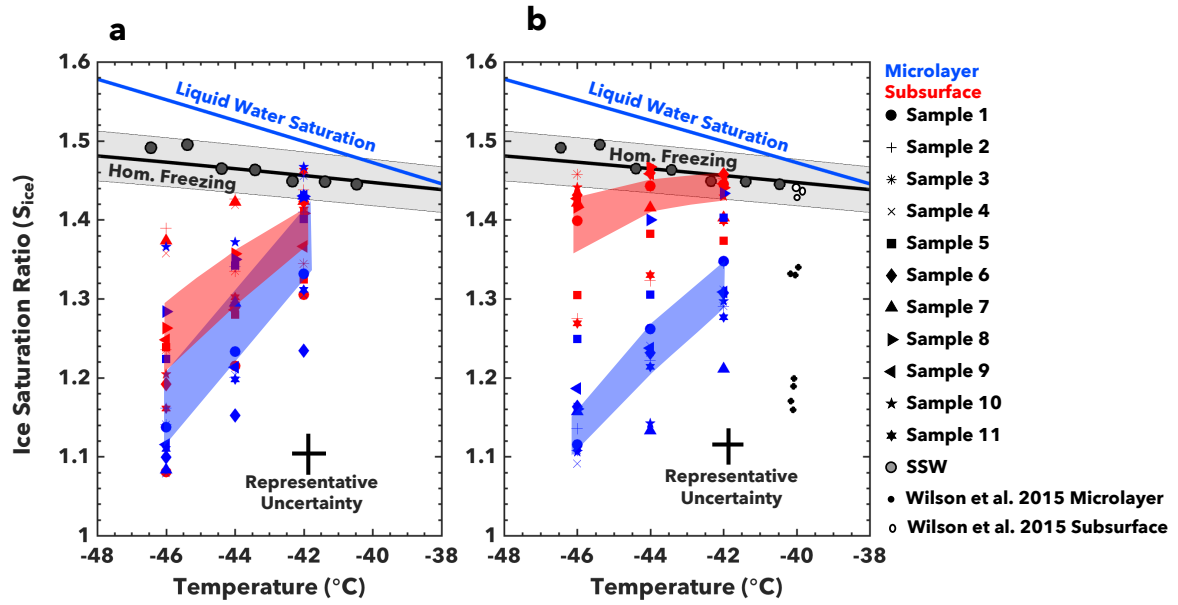 a
b
1.6
1.5
1.4
1.3
1.2
1.1
1
Ice Saturation Ratio (Sice)
Liquid Water Saturation
Hom. Freezing
Representative
Uncertainty
-48
-46
-44
-42
-40
-38
Temperature (°C)
1.6
1.5
1.4
1.3
1.2
1.1
1
Liquid Water Saturation
Hom. Freezing
Representative
Uncertainty
-48
-46
-44
-42
-40
-38
Temperature (°C)
Microlayer
Subsurface
Sample 1
Sample 2
Sample 3
Sample 4
Sample 5
Sample 6
Sample 7
Sample 8
Sample 9
Sample 10
Sample 11
SSW
Wilson et al. 2015 Microlayer
Wilson et al. 2015 Subsurface